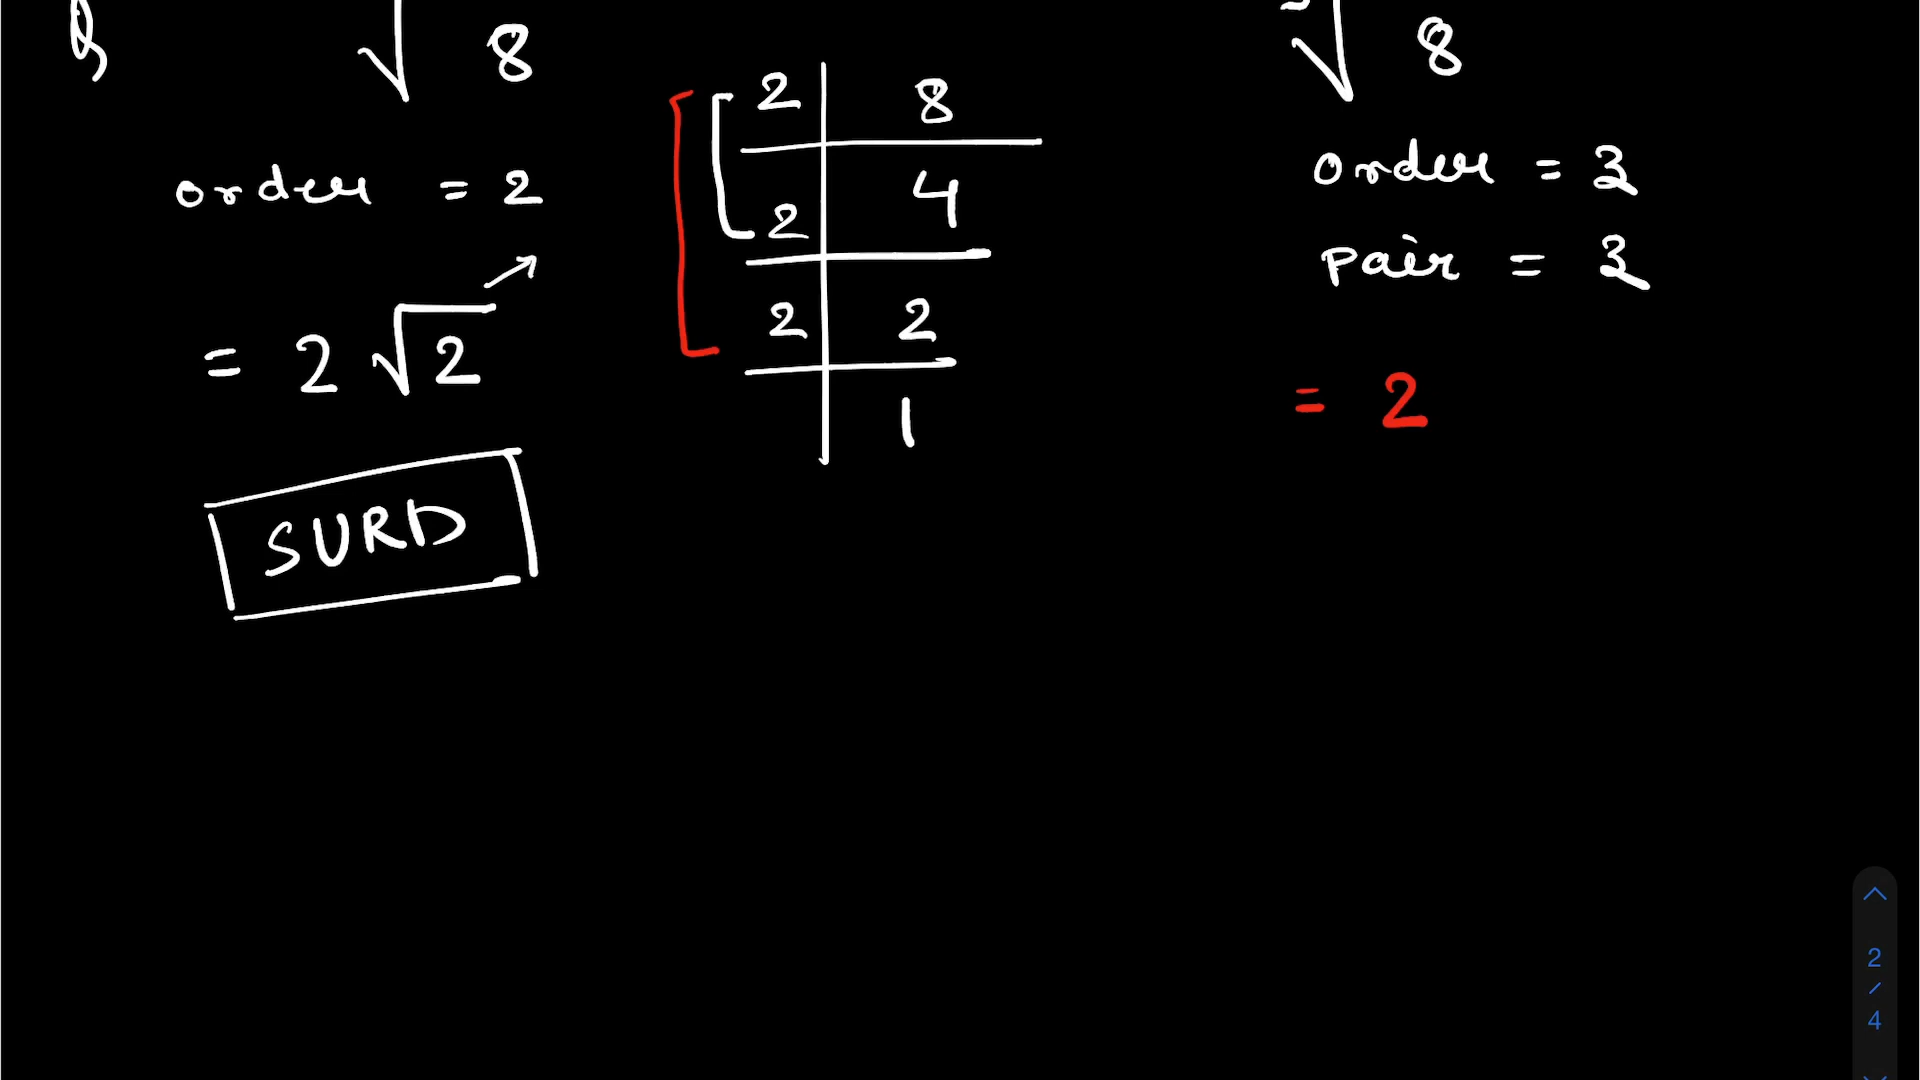 Q √8
order = 2
= 2 √2
SURD
2 | 8
2 | 4
2 | 2
1
3√8
order = 3
pair = 3
= 2
2
/
4